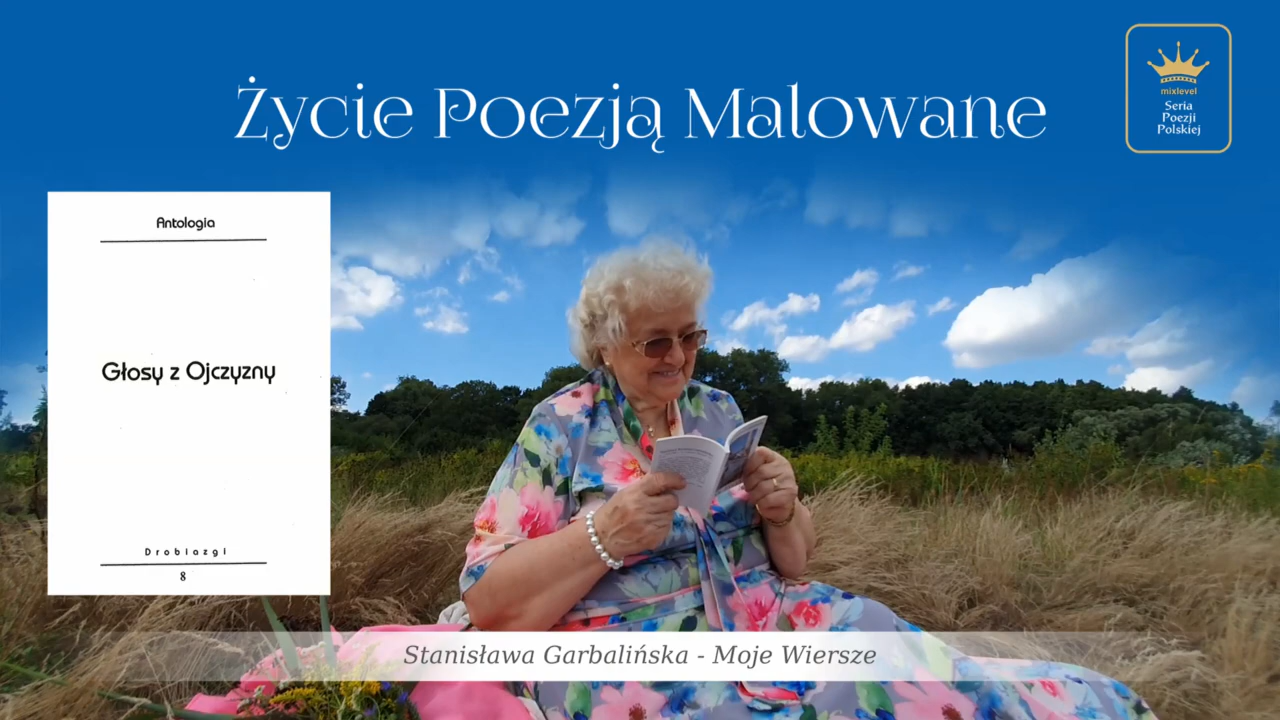 Życie Poezją Malowane
mixlevel
Seria
Poezji
Polskiej
Antologia
Głosy z Ojczyzny
Drobiazgi
8
Stanisława Garbalińska - Moje Wiersze